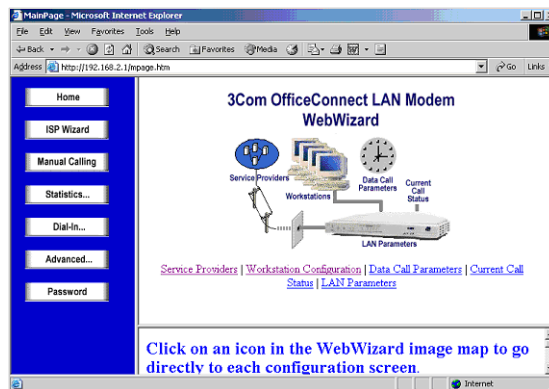 MainPage - Microsoft Internet Explorer
File Edit View Favorites Tools Help
Back Search Favorites Media
Address http://192.168.2.1/mpage.htm Go Links
Home
ISP Wizard
Manual Calling
Statistics...
Dial-In...
Advanced...
Password
3Com OfficeConnect LAN Modem
WebWizard
Service Providers
Workstations
Data Call
Parameters
Current
Call
Status
LAN Parameters
Service Providers | Workstation Configuration | Data Call Parameters | Current Call
Status | LAN Parameters
Click on an icon in the WebWizard image map to go
directly to each configuration screen.
Internet